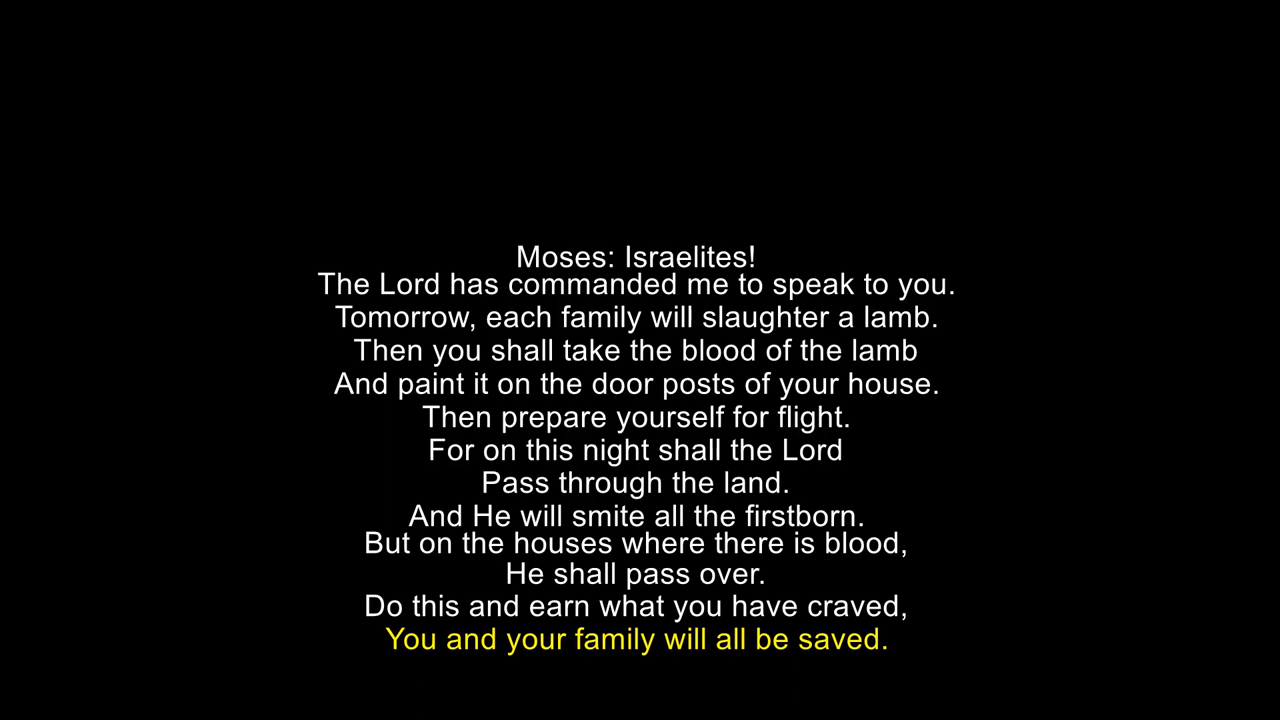 Moses: Israelites!
The Lord has commanded me to speak to you.
Tomorrow, each family will slaughter a lamb.
Then you shall take the blood of the lamb
And paint it on the door posts of your house.
Then prepare yourself for flight.
For on this night shall the Lord
Pass through the land.
And He will smite all the firstborn.
But on the houses where there is blood,
He shall pass over.
Do this and earn what you have craved,
You and your family will all be saved.